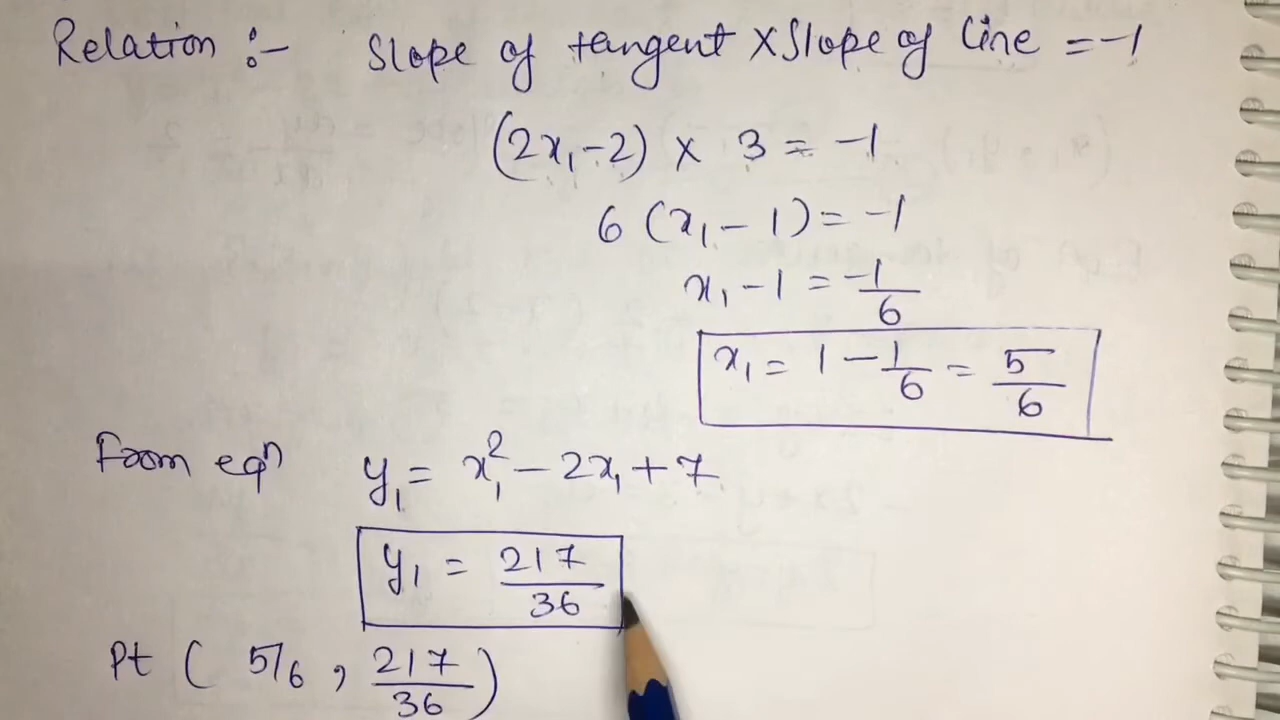 Relation :- Slope of tangent × Slope of line = -1
(2x₁-2) × 3 = -1
6 (x₁ - 1) = -1
x₁ - 1 = -1/6
x₁ = 1 - 1/6 = 5/6
From eqⁿ y₁ = x₁² - 2x₁ + 7
y₁ = 217/36
Pt ( 5/6 , 217/36 )